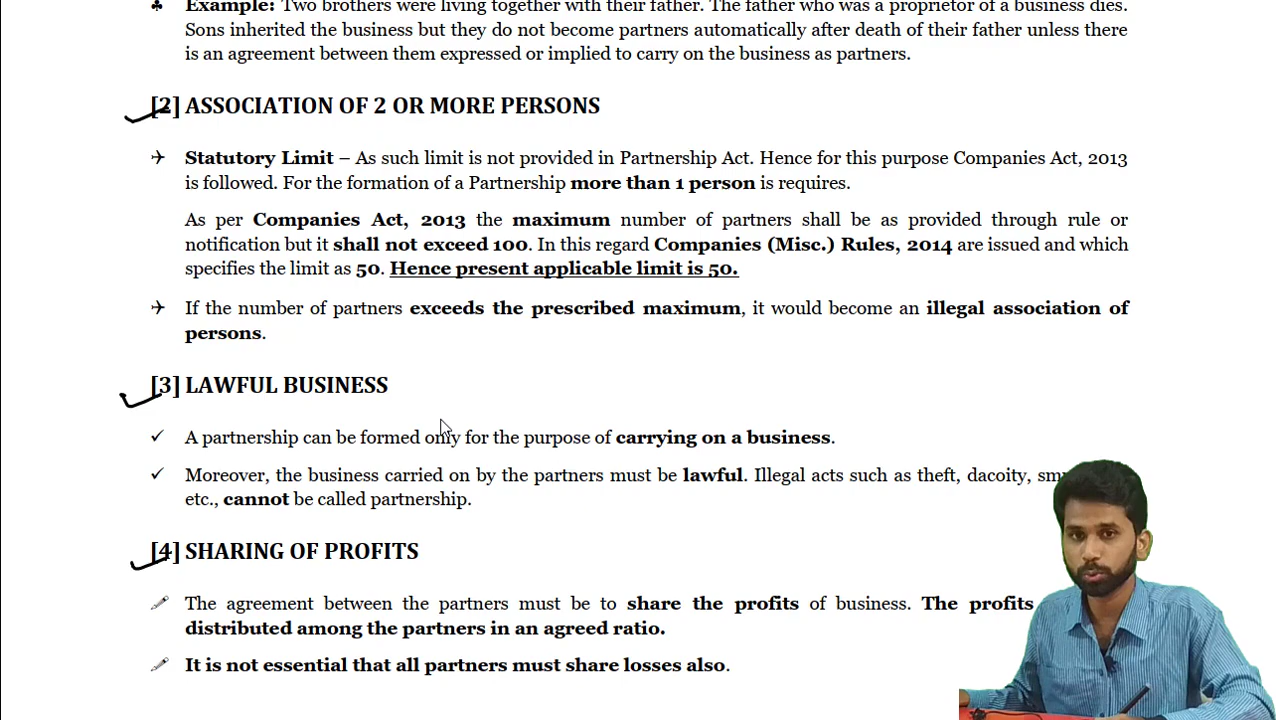 Example: Two brothers were living together with their father. The father who was a proprietor of a business dies.
Sons inherited the business but they do not become partners automatically after death of their father unless there
is an agreement between them expressed or implied to carry on the business as partners.
[2] ASSOCIATION OF 2 OR MORE PERSONS
Statutory Limit – As such limit is not provided in Partnership Act. Hence for this purpose Companies Act, 2013
is followed. For the formation of a Partnership more than 1 person is requires.
As per Companies Act, 2013 the maximum number of partners shall be as provided through rule or
notification but it shall not exceed 100. In this regard Companies (Misc.) Rules, 2014 are issued and which
specifies the limit as 50. Hence present applicable limit is 50.
If the number of partners exceeds the prescribed maximum, it would become an illegal association of
persons.
[3] LAWFUL BUSINESS
A partnership can be formed only for the purpose of carrying on a business.
Moreover, the business carried on by the partners must be lawful. Illegal acts such as theft, dacoity,
etc., cannot be called partnership.
[4] SHARING OF PROFITS
The agreement between the partners must be to share the profits of business. The profits
distributed among the partners in an agreed ratio.
It is not essential that all partners must share losses also.